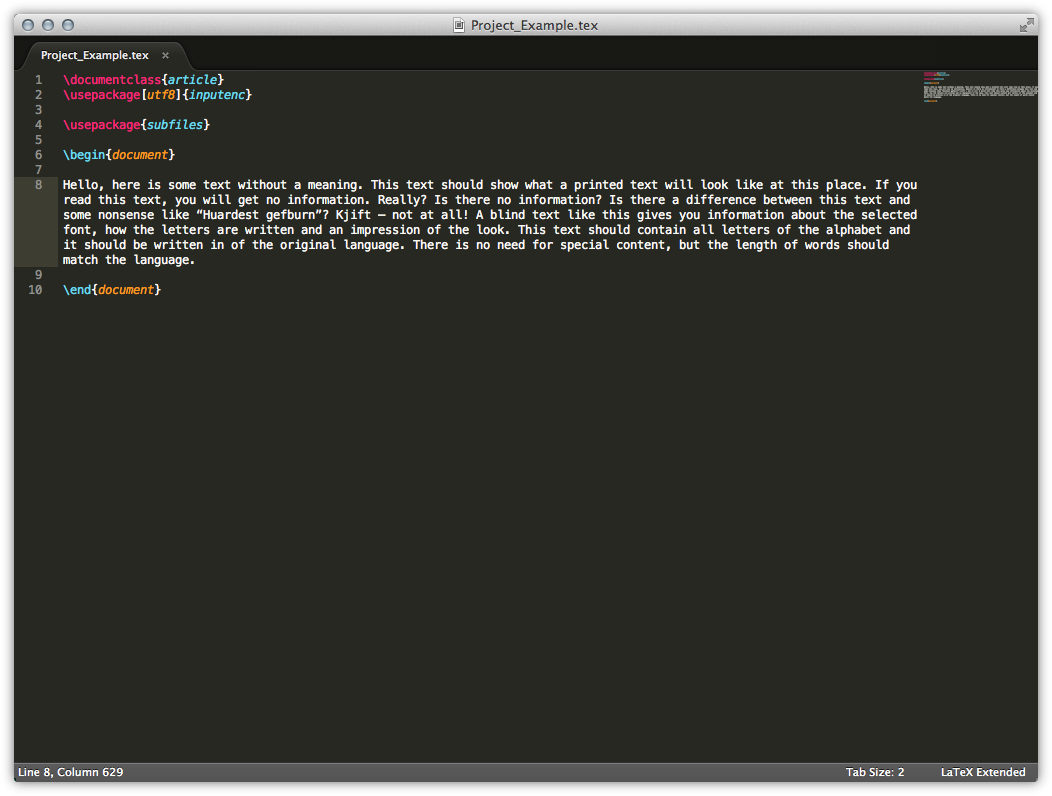 Project_Example.tex
Project_Example.tex ×
1 \documentclass{article}
2 \usepackage[utf8]{inputenc}
3
4 \usepackage{subfiles}
5
6 \begin{document}
7
8 Hello, here is some text without a meaning. This text should show what a printed text will look like at this place. If you
read this text, you will get no information. Really? Is there no information? Is there a difference between this text and
some nonsense like “Huardest gefburn”? Kjift – not at all! A blind text like this gives you information about the selected
font, how the letters are written and an impression of the look. This text should contain all letters of the alphabet and
it should be written in of the original language. There is no need for special content, but the length of words should
match the language.
9
10 \end{document}
Line 8, Column 629
Tab Size: 2
LaTeX Extended